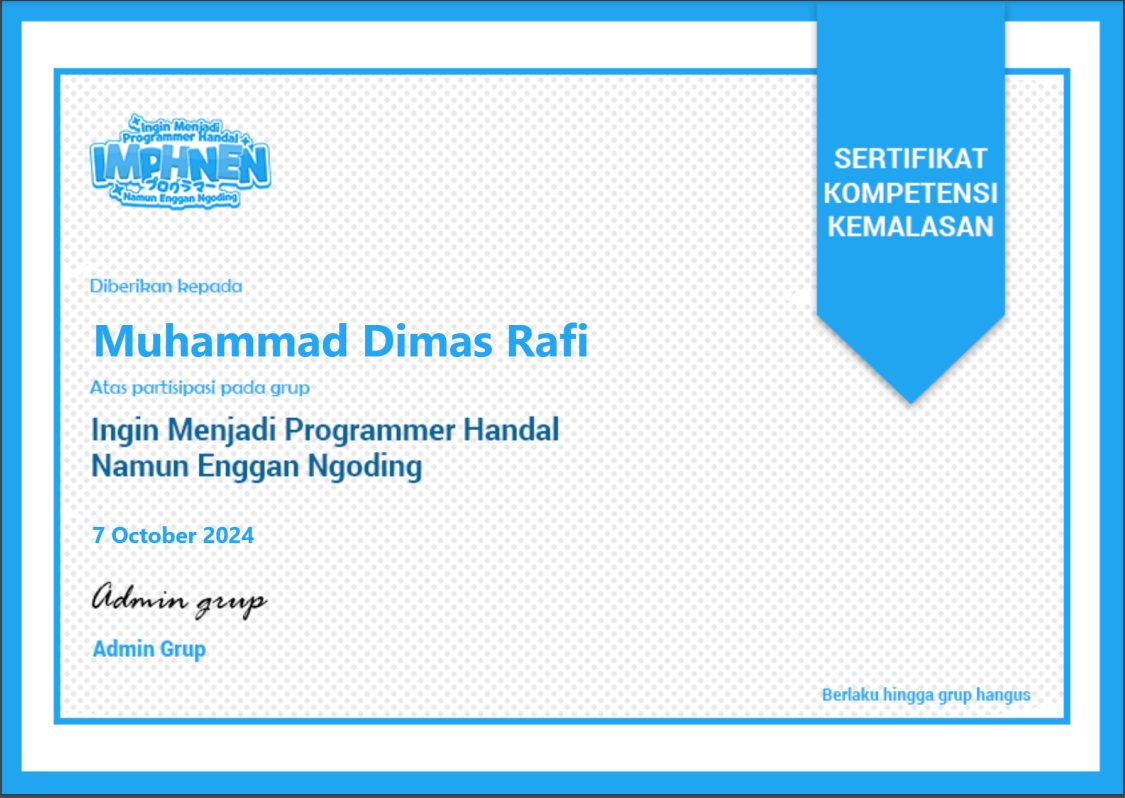 Ingin Menjadi
Programmer Handal
IMPHNEN
プログラマー
Namun Enggan Ngoding
SERTIFIKAT
KOMPETENSI
KEMALASAN
Diberikan kepada
Muhammad Dimas Rafi
Atas partisipasi pada grup
Ingin Menjadi Programmer Handal
Namun Enggan Ngoding
7 October 2024
Admin grup
Admin Grup
Berlaku hingga grup hangus